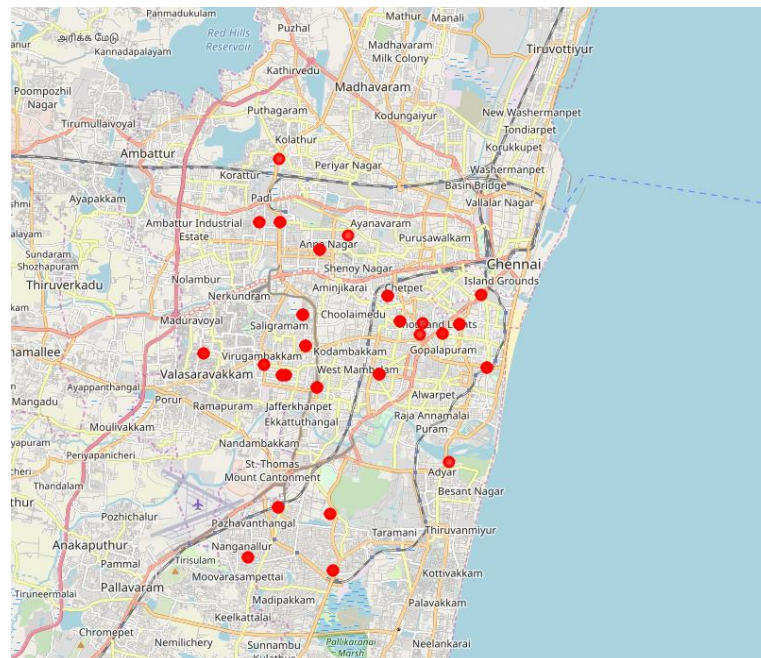 Panmadukulam
Mathur
Manali
Puzhal
அரிக்க மேடு
Kannadapalayam
Red Hills
Reservoir
Madhavaram
Milk Colony
Tiruvottiyur
Kathirvedu
Poompozhil
Nagar
Madhavaram
Puthagaram
Kodungaiyur
New Washermanpet
Tirumullaivoyal
Tondiarpet
Kolathur
Korukkupet
Ambattur
Periyar Nagar
Washermanpet
Korattur
Basin Bridge
Ayapakkam
Padi
Vallalar Nagar
Ambattur Industrial
Estate
Ayanavaram
Purusawalkam
Anna Nagar
Sundaram
Shozhapuram
Shenoy Nagar
Chennai
Nolambur
Thiruverkadu
Aminjikarai
Chetpet
Island Grounds
Nerkundram
Maduravoyal
Choolaimedu
Saligramam
Lights
Virugambakkam
Kodambakkam
Gopalapuram
Valasaravakkam
West Mambalam
Ayappanthangal
Alwarpet
Mangadu
Porur
Ramapuram
Jafferkhanpet
Raja Annamalai
Puram
Moulivakkam
Ekkattuthangal
Nandambakkam
Periyapanicheri
St. Thomas
Mount Cantonment
Adyar
Thandalam
Besant Nagar
Pozhichalur
Pazhavanthangal
Taramani
Thiruvanmiyur
Anakaputhur
Nanganallur
Pammal
Tirisulam
Moovarasampettai
Kottivakkam
Pallavaram
Tiruneermalai
Madipakkam
Palavakkam
Keelkattalai
Chromepet
Nemilichery
Sunnambu
Pallikaranai
Marsh
Neelankarai